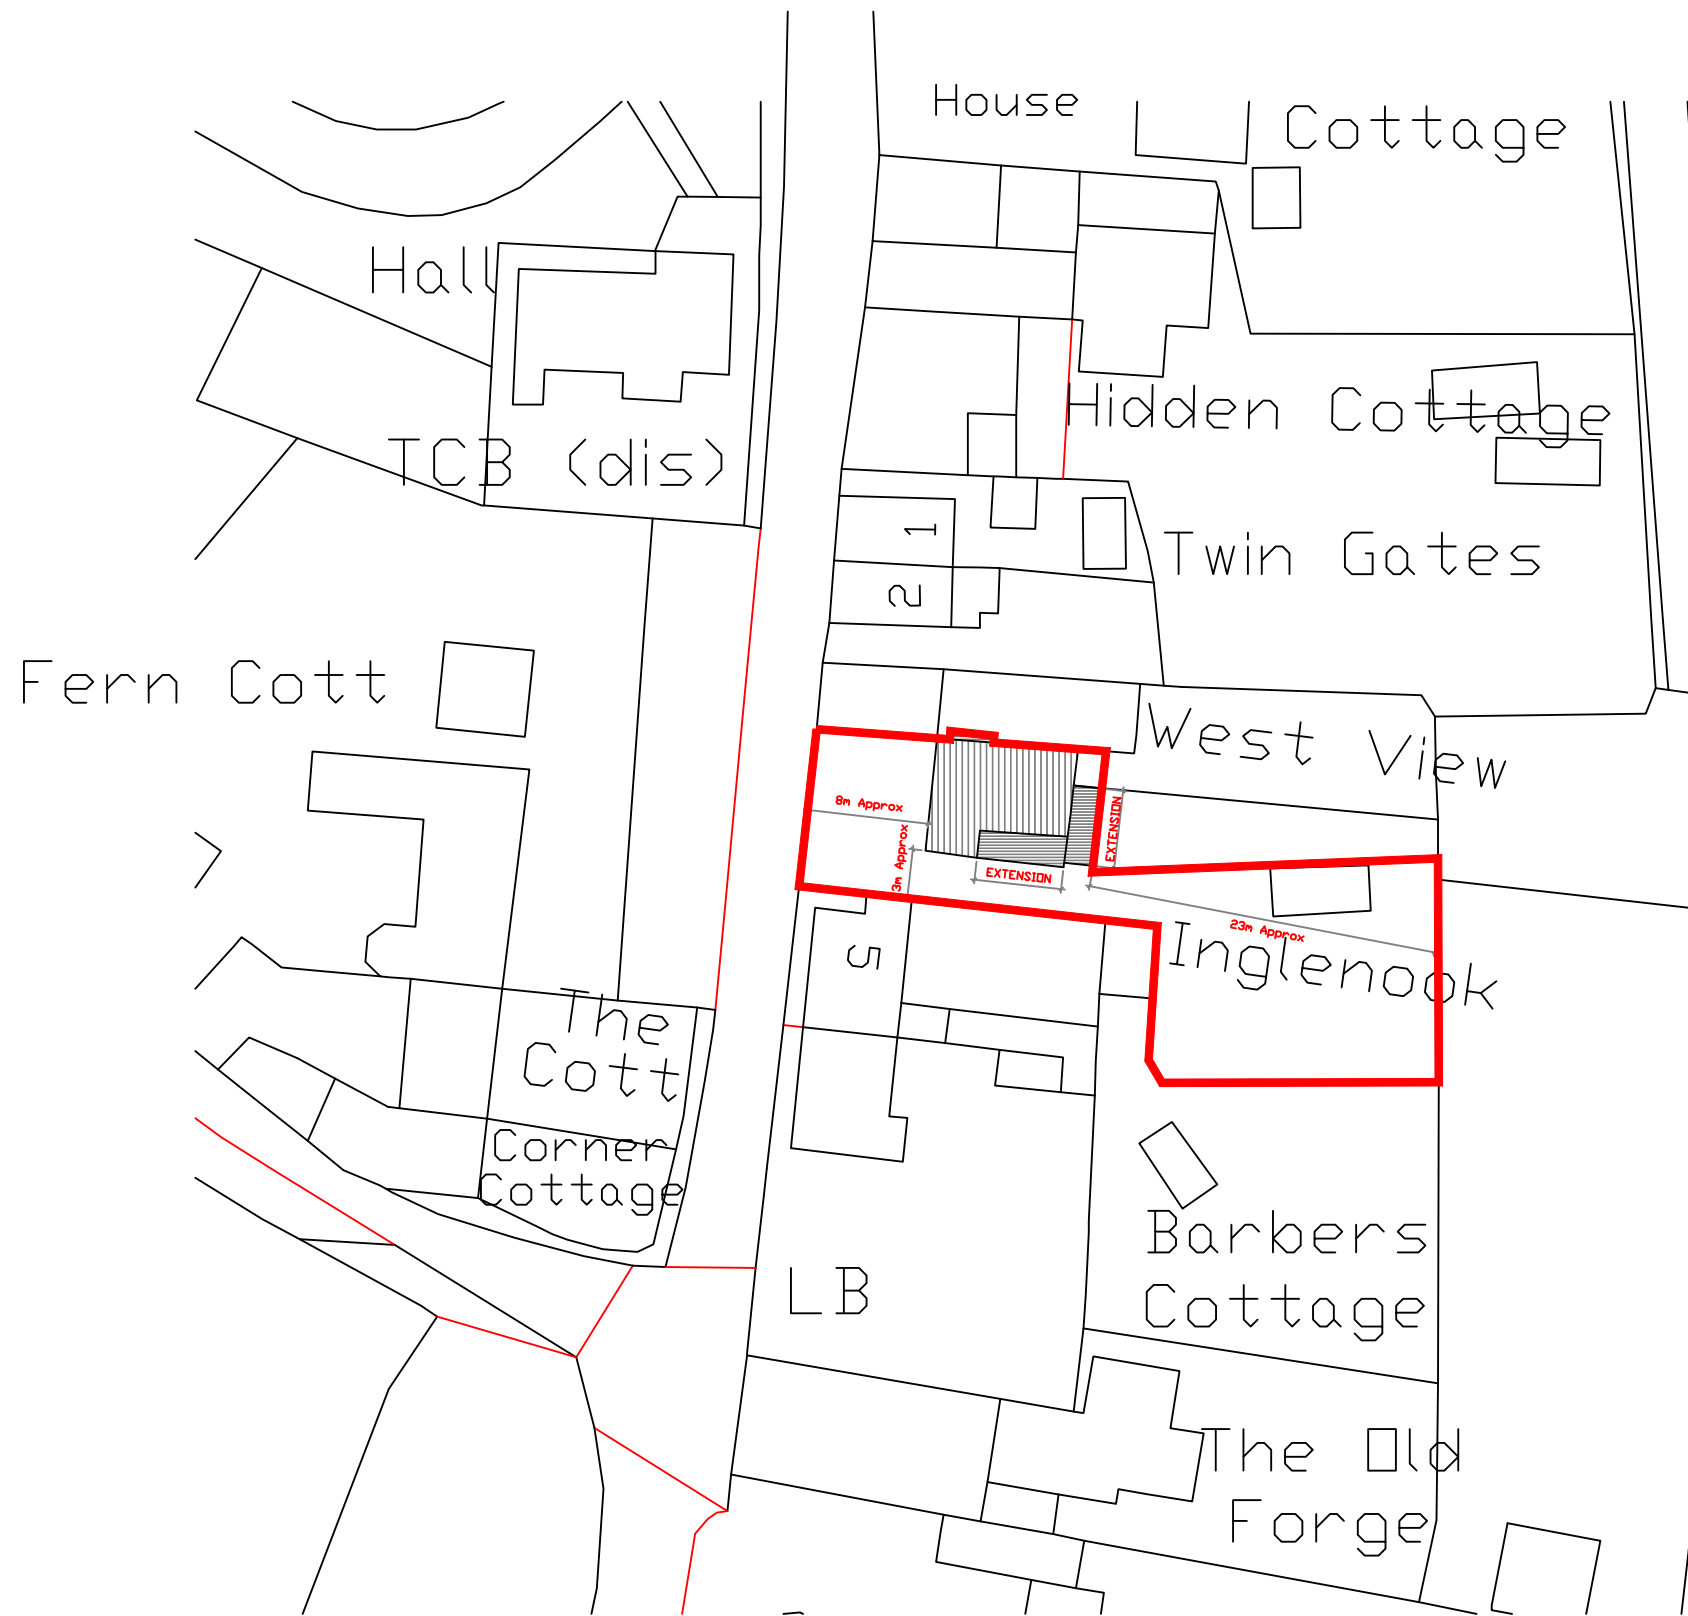 House
Cottage
Hall
Hidden Cottage
TCB (dis)
1
Twin Gates
2
Fern Cott
West View
8m Approx
EXTENSION
3m Approx
EXTENSION
23m Approx
5
Inglenook
The
Cott
Corner
Cottage
Barbers
Cottage
LB
The Old
Forge